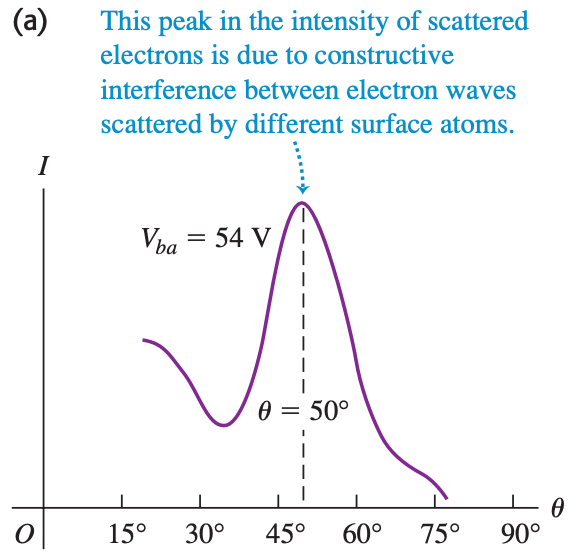 (a) This peak in the intensity of scattered
electrons is due to constructive
interference between electron waves
scattered by different surface atoms.
I
V_ba = 54 V
θ = 50°
θ
O 15° 30° 45° 60° 75° 90°